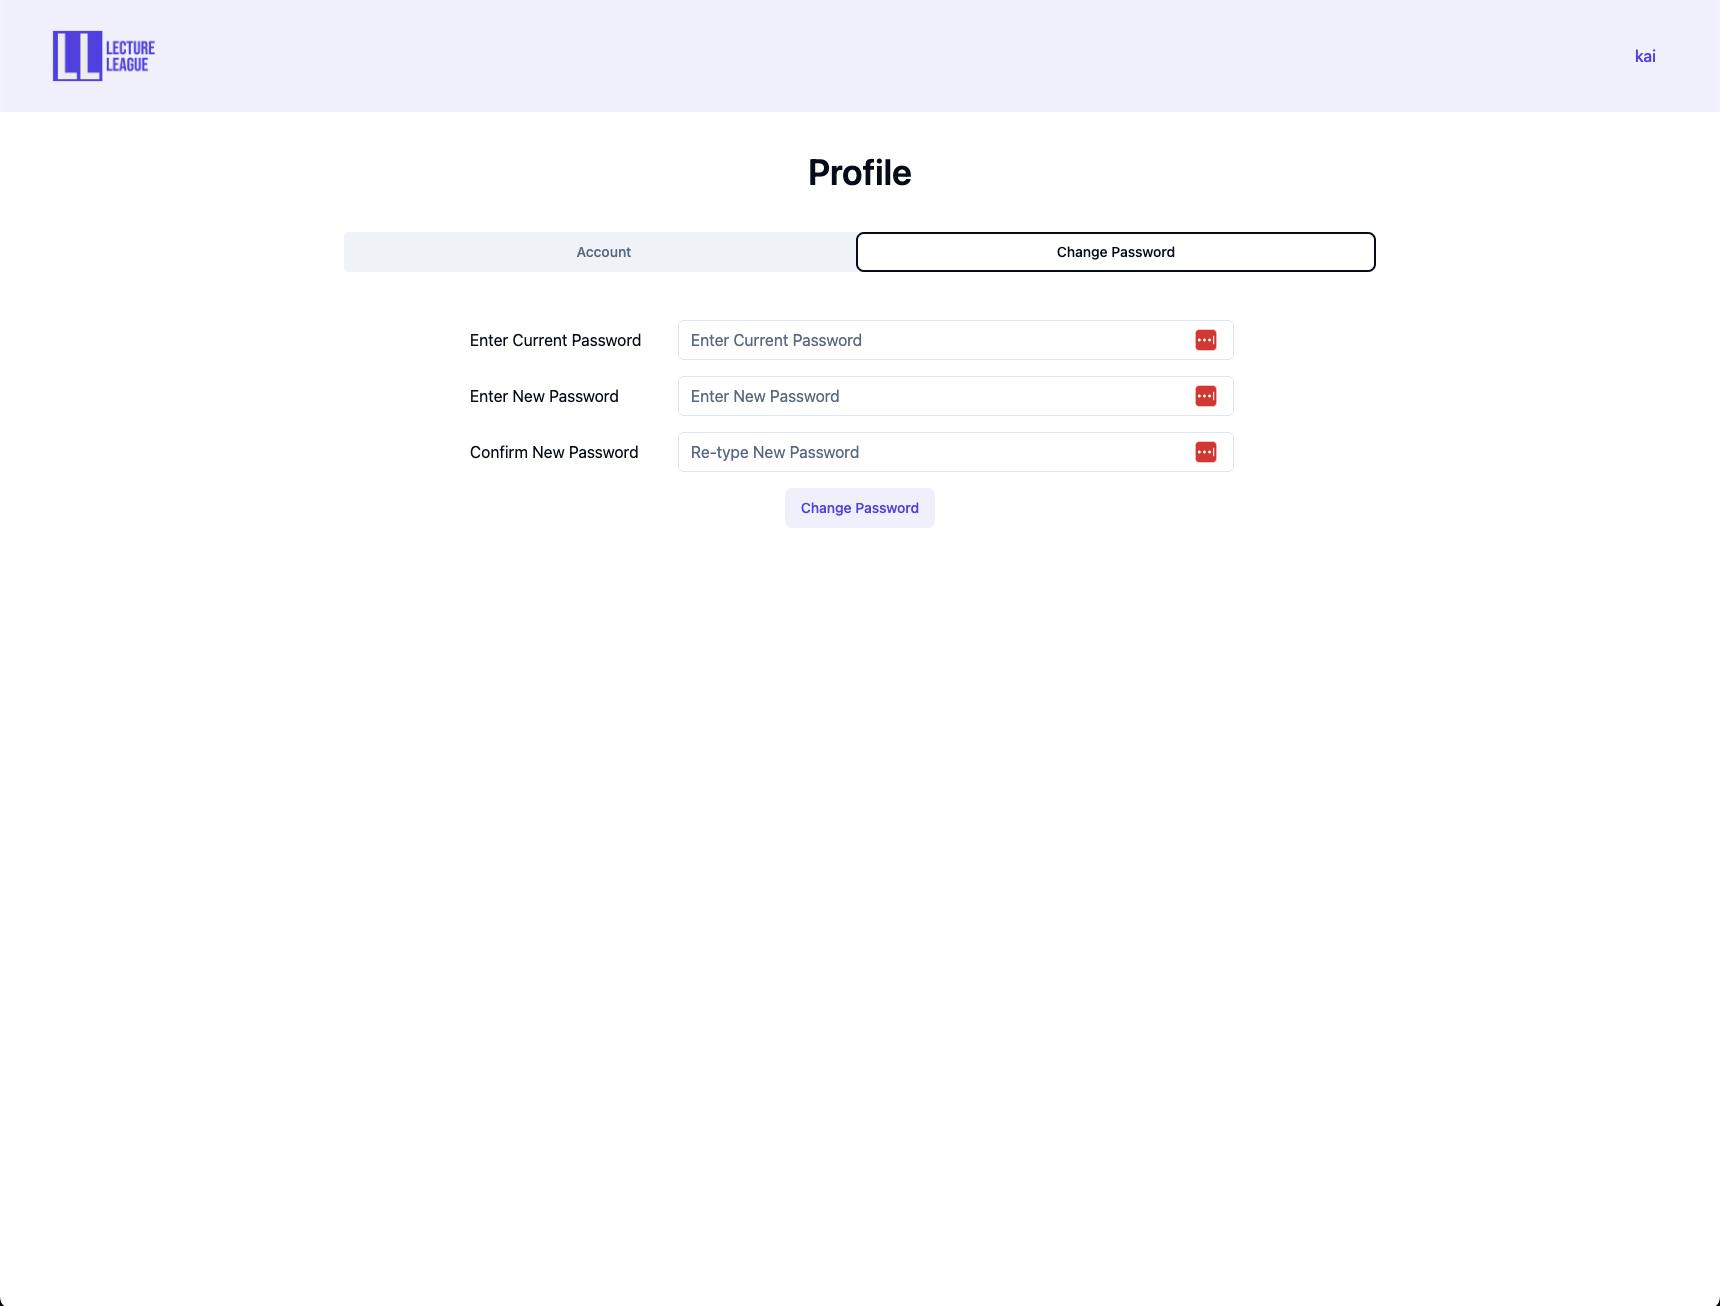 LL LECTURE
LEAGUE
kai
Profile
Account Change Password
Enter Current Password Enter Current Password
Enter New Password Enter New Password
Confirm New Password Re-type New Password
Change Password